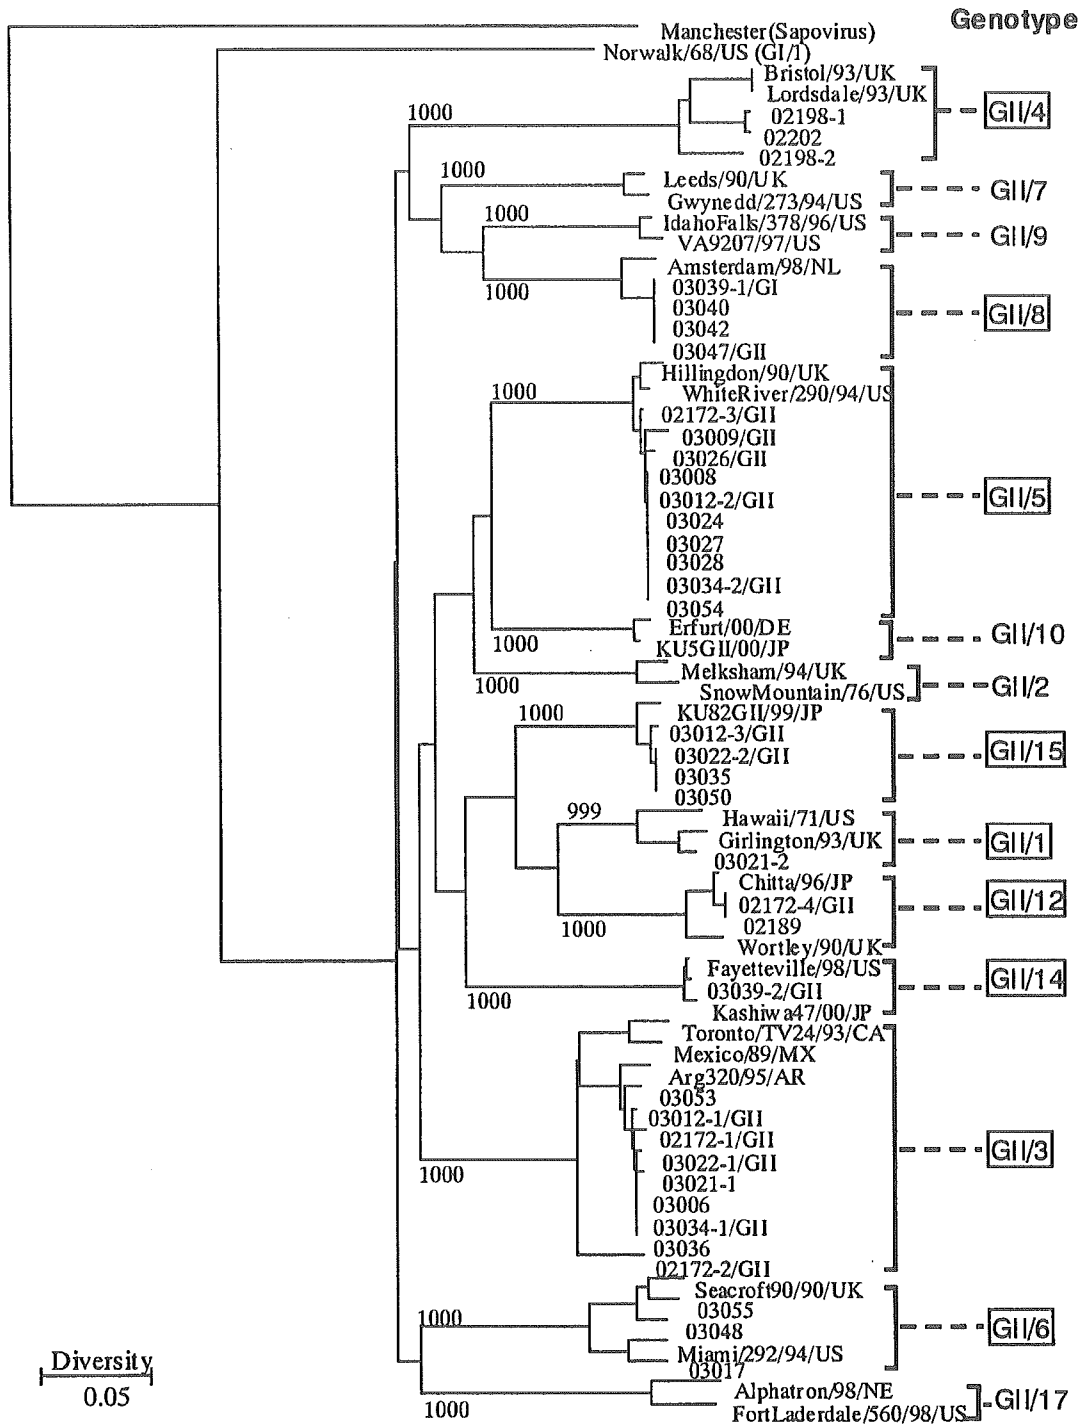 Genotype
Manchester(Sapovirus)
Norwalk/68/US (GI/1)
Bristol/93/UK
Lordsdale/93/UK
1000
02198-1
GII/4
02202
02198-2
1000
Leeds/90/UK
GII/7
Gwynedd/273/94/US
1000
IdahoFalls/378/96/US
GII/9
VA9207/97/US
Amsterdam/98/NL
1000
03039-1/GI
03040
GII/8
03042
03047/GII
Hillingdon/90/UK
1000
WhiteRiver/290/94/US
02172-3/GII
03009/GII
03026/GII
03008
03012-2/GII
GII/5
03024
03027
03028
03034-2/GII
03054
Erfurt/00/DE
GII/10
1000
KU5GII/00/JP
Melksham/94/UK
1000
SnowMountain/76/US
GII/2
1000
KU82GII/99/JP
03012-3/GII
03022-2/GII
GII/15
03035
03050
999
Hawaii/71/US
Girlington/93/UK
GII/1
03021-2
Chitta/96/JP
02172-4/GII
GII/12
1000
02189
Wortley/90/UK
Fayetteville/98/US
GII/14
1000
03039-2/GII
Kashiwa47/00/JP
Toronto/TV24/93/CA
Mexico/89/MX
Arg320/95/AR
03053
03012-1/GII
02172-1/GII
GII/3
1000
03022-1/GII
03021-1
03006
03034-1/GII
03036
02172-2/GII
Seacroft90/90/UK
1000
03055
GII/6
03048
Miami/292/94/US
03017
Diversity
0.05
Alphatron/98/NE
GII/17
1000
FortLaderdale/560/98/US